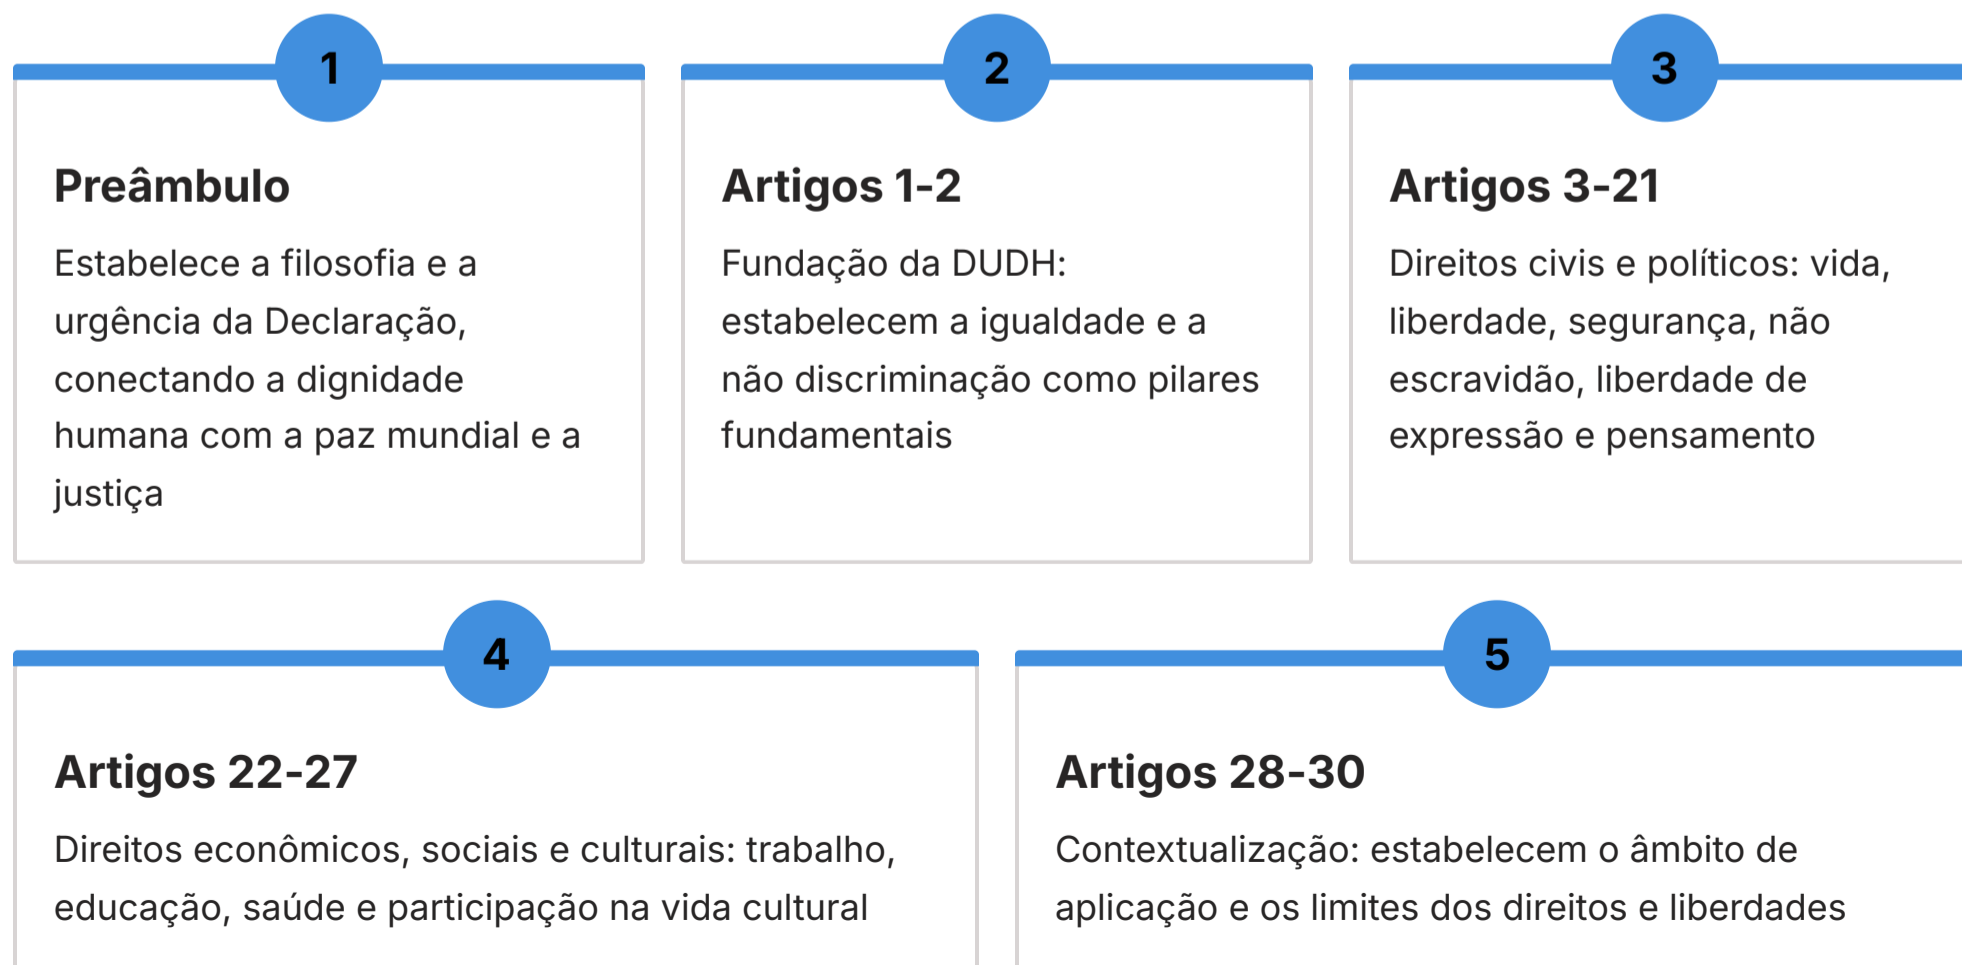 1
Preâmbulo
Estabelece a filosofia e a
urgência da Declaração,
conectando a dignidade
humana com a paz mundial e a
justiça
2
Artigos 1-2
Fundação da DUDH:
estabelecem a igualdade e a
não discriminação como pilares
fundamentais
3
Artigos 3-21
Direitos civis e políticos: vida,
liberdade, segurança, não
escravidão, liberdade de
expressão e pensamento
4
Artigos 22-27
Direitos econômicos, sociais e culturais: trabalho,
educação, saúde e participação na vida cultural
5
Artigos 28-30
Contextualização: estabelecem o âmbito de
aplicação e os limites dos direitos e liberdades